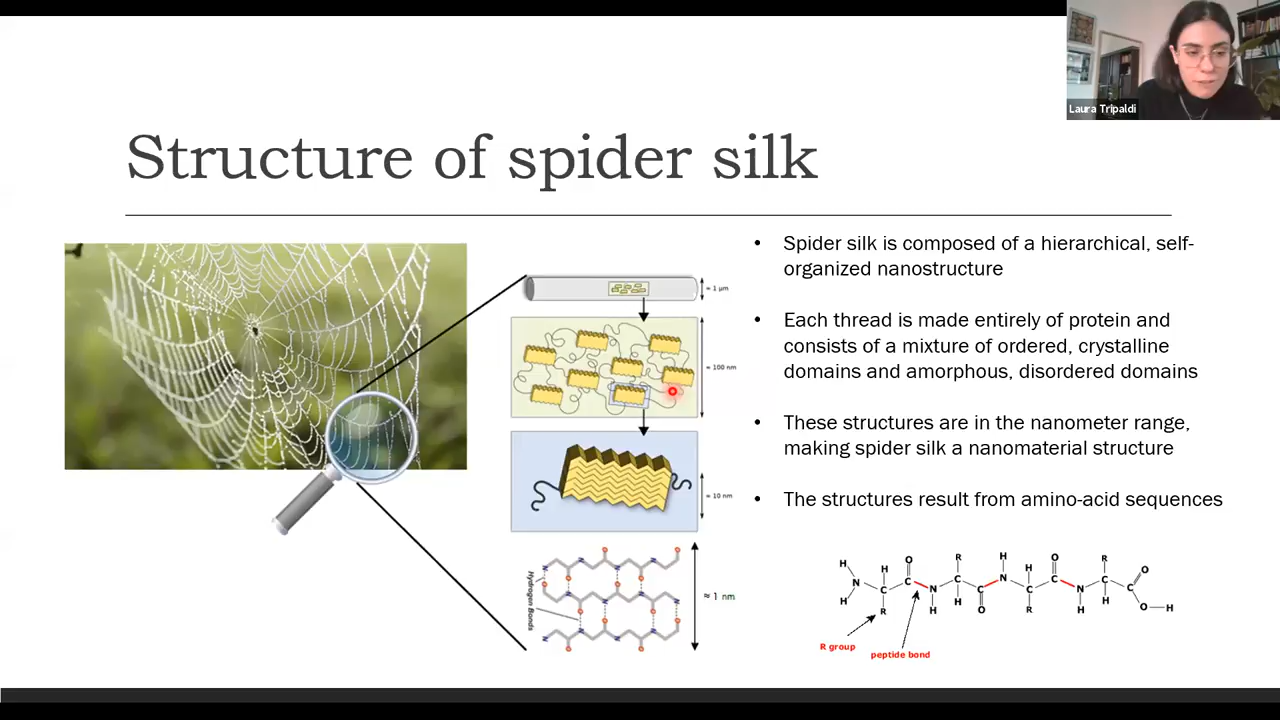 Laura Tripaldi
Structure of spider silk
• Spider silk is composed of a hierarchical, self-
organized nanostructure
• Each thread is made entirely of protein and
consists of a mixture of ordered, crystalline
domains and amorphous, disordered domains
• These structures are in the nanometer range,
making spider silk a nanomaterial structure
• The structures result from amino-acid sequences
≈ 1 μm
≈ 100 nm
≈ 10 nm
≈ 1 nm
Hydrogen Bonds
H H O R H O R O
H N C C N C C N C C N C C O H
H R H H O R H H
R group
peptide bond